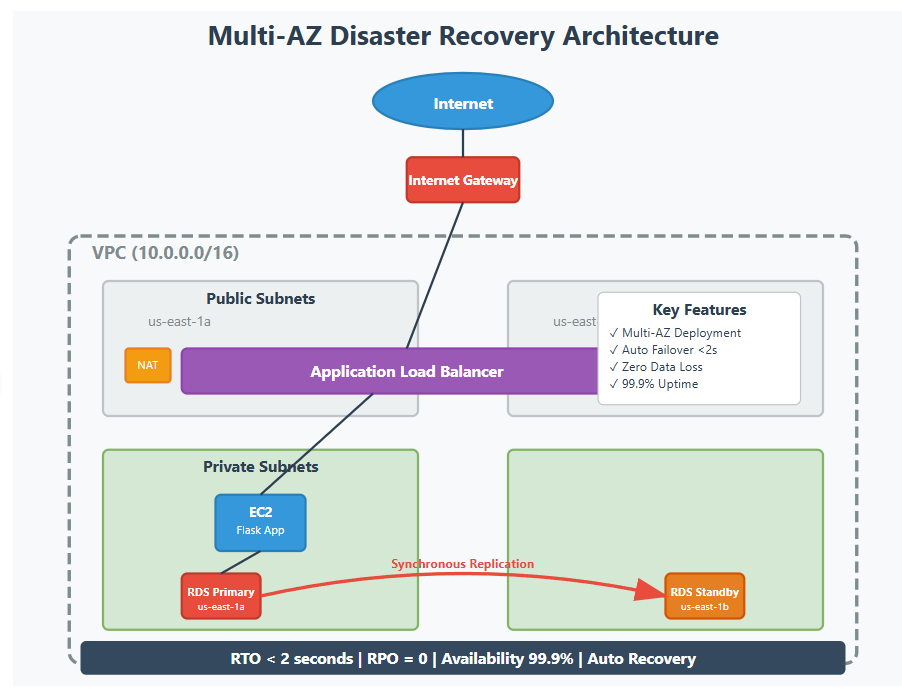 Multi-AZ Disaster Recovery Architecture
Internet
Internet Gateway
VPC (10.0.0.0/16)
Public Subnets
us-east-1a
us-east
Key Features
✓ Multi-AZ Deployment
✓ Auto Failover <2s
✓ Zero Data Loss
✓ 99.9% Uptime
NAT
Application Load Balancer
Private Subnets
EC2
Flask App
Synchronous Replication
RDS Primary
us-east-1a
RDS Standby
us-east-1b
RTO < 2 seconds | RPO = 0 | Availability 99.9% | Auto Recovery